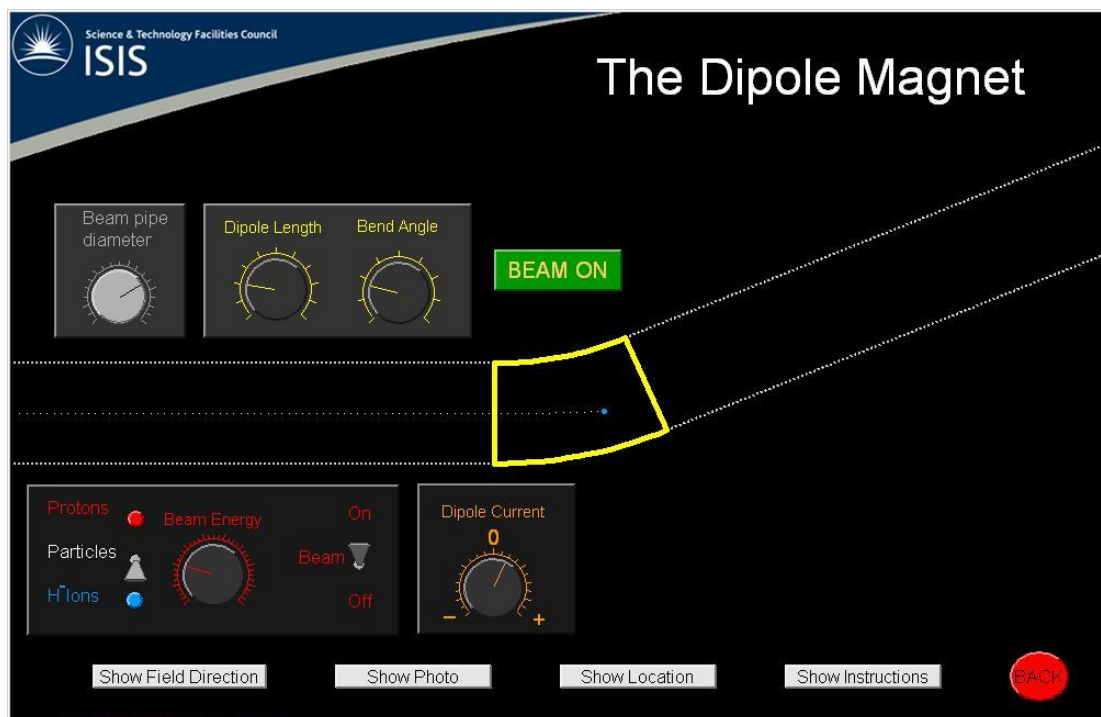 Science & Technology Facilities Council
ISIS
The Dipole Magnet
Beam pipe
diameter
Dipole Length
Bend Angle
BEAM ON
Protons
Particles
H⁻Ions
Beam Energy
On
Beam
Off
Dipole Current
0
−
+
Show Field Direction
Show Photo
Show Location
Show Instructions
BACK